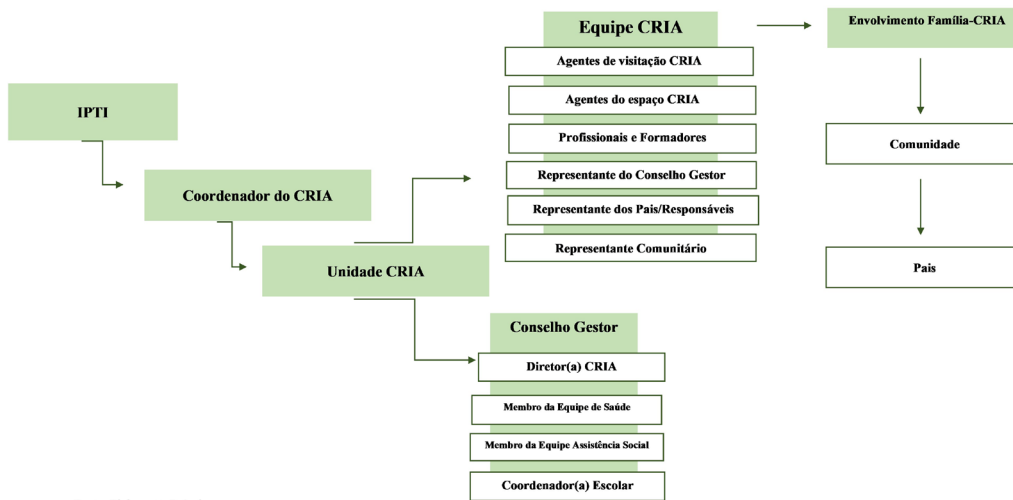 IPTI
Coordenador do CRIA
Unidade CRIA
Equipe CRIA
Agentes de visitação CRIA
Agentes do espaço CRIA
Profissionais e Formadores
Representante do Conselho Gestor
Representante dos Pais/Responsáveis
Representante Comunitário
Envolvimento Família-CRIA
Comunidade
Pais
Conselho Gestor
Diretor(a) CRIA
Membro da Equipe de Saúde
Membro da Equipe Assistência Social
Coordenador(a) Escolar